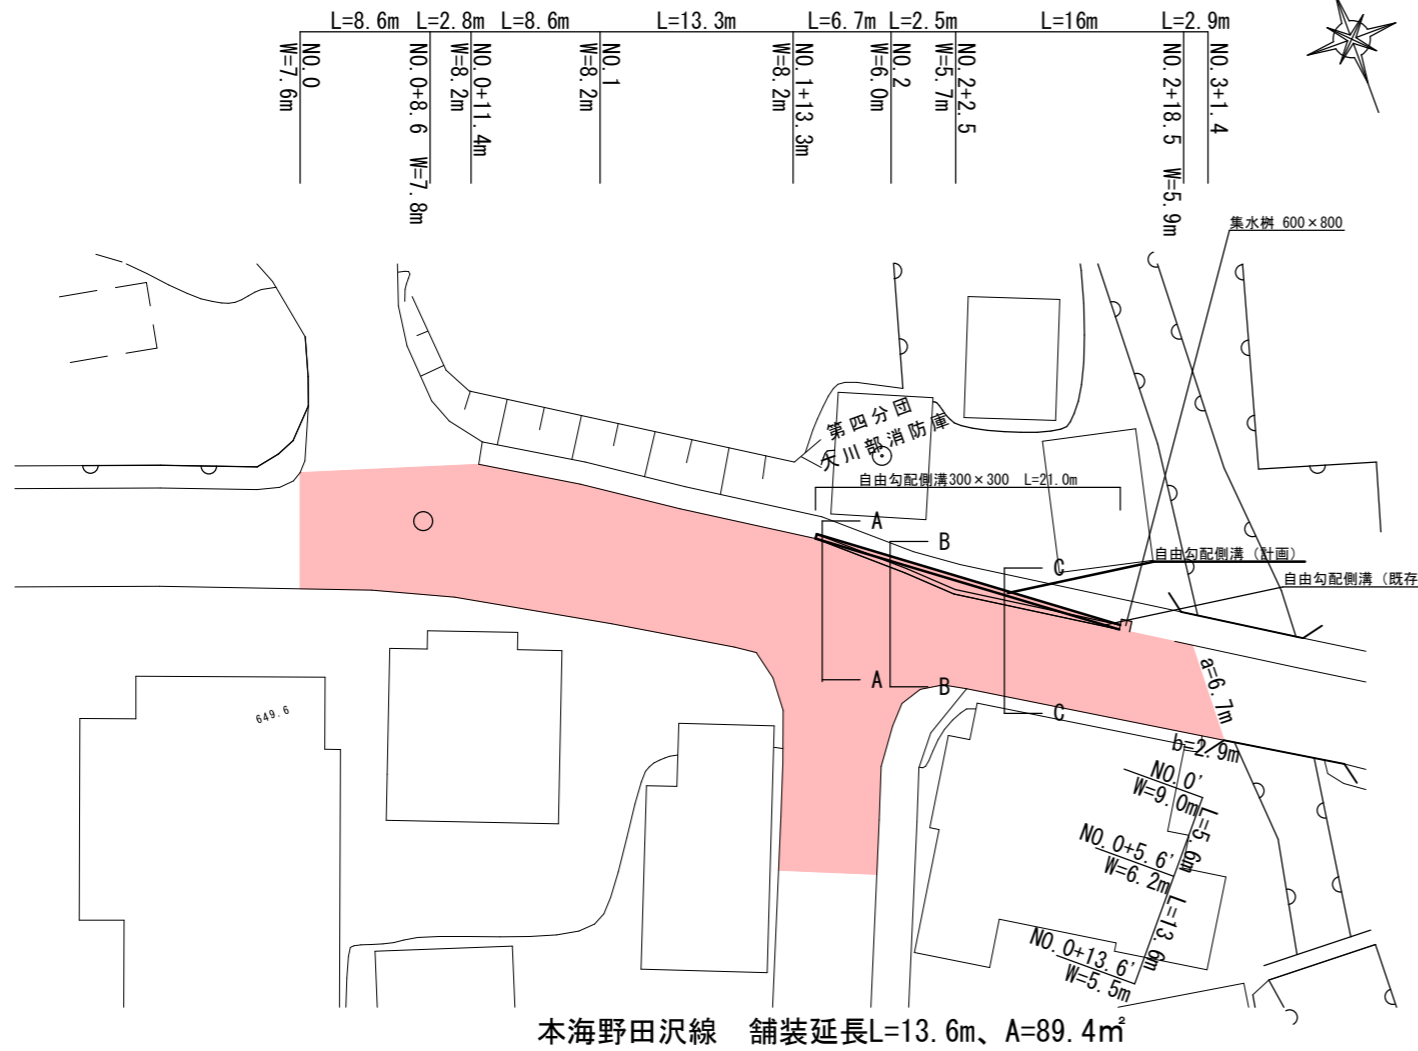 L=8.6m L=2.8m L=8.6m L=13.3m L=6.7m L=2.5m L=16m L=2.9m
NO.0
W=7.6m
NO.0+8.6 W=7.8m
NO.0+11.4m
W=8.2m
NO.1
W=8.2m
NO.1+13.3m
W=8.2m
NO.2
W=6.0m
NO.2+2.5
W=5.7m
NO.2+18.5 W=5.9m
NO.3+1.4
集水桝 600×800
第四分団
大川部消防庫
自由勾配側溝300×300 L=21.0m
A
B
C
自由勾配側溝（計画）
自由勾配側溝（既存
A
B
C
a=6.7m
b=2.9m
649.6
NO.0'
W=9.0m
L=5.6m
NO.0+5.6'
W=6.2m
L=13.6m
NO.0+13.6'
W=5.5m
本海野田沢線 舗装延長L=13.6m、A=89.4㎡